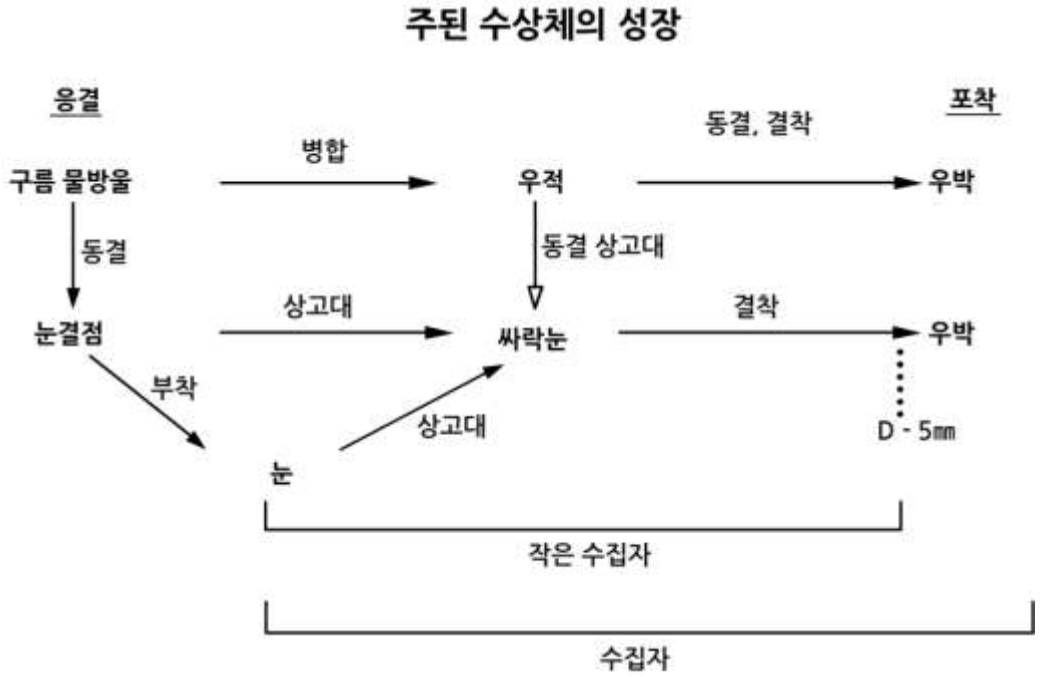 주된 수상체의 성장
응결
포착
병합
동결, 결착
구름 물방울
우적
우박
동결
동결 상고대
눈결점
상고대
싸락눈
결착
우박
부착
상고대
D - 5㎜
눈
작은 수집자
수집자